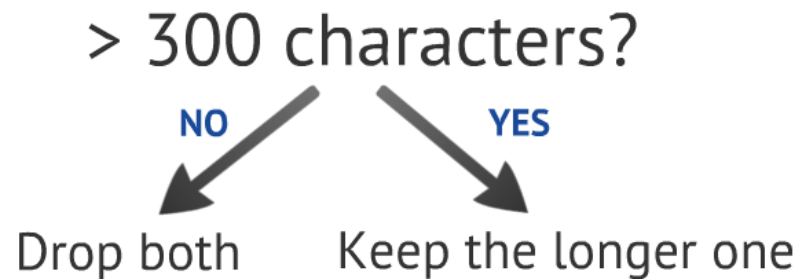 > 300 characters?
NO
YES
Drop both
Keep the longer one